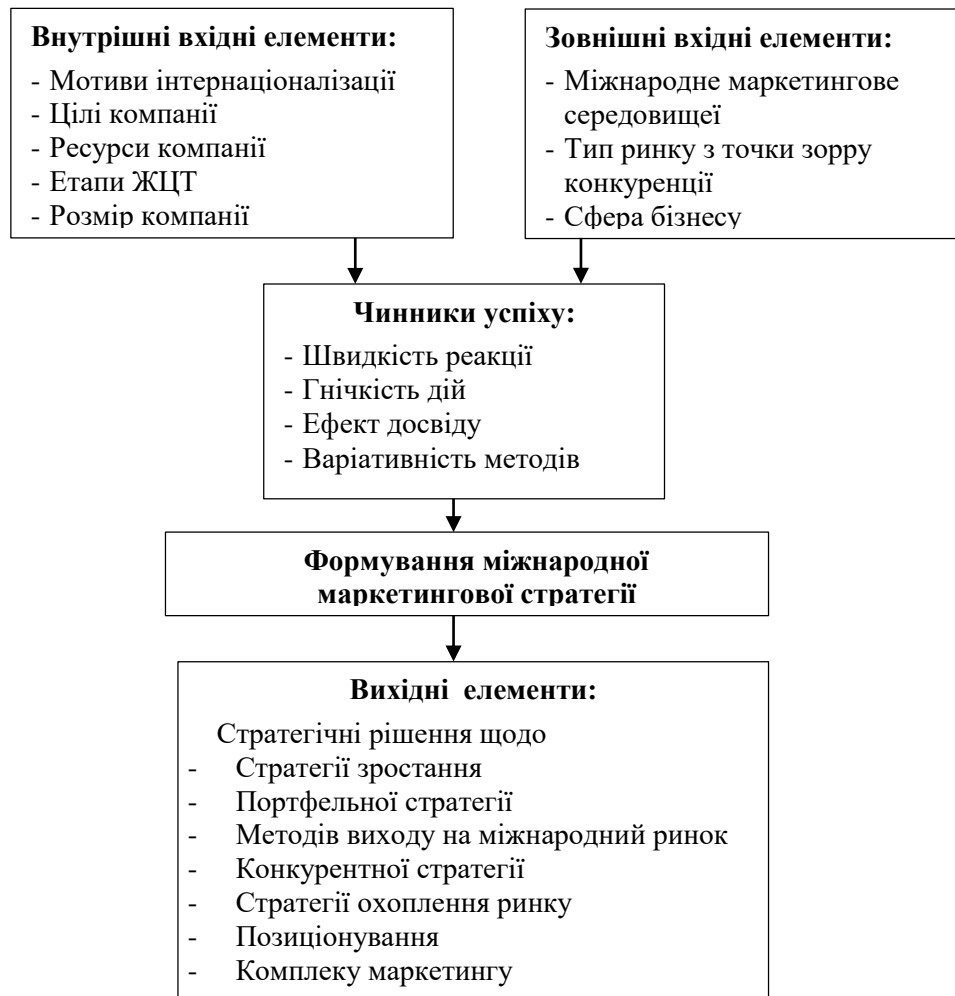 Внутрішні вхідні елементи:
- Мотиви інтернаціоналізації
- Цілі компанії
- Ресурси компанії
- Етапи ЖЦТ
- Розмір компанії
Зовнішні вхідні елементи:
- Міжнародне маркетингове
середовищеї
- Тип ринку з точки зорру
конкуренції
- Сфера бізнесу
Чинники успіху:
- Швидкість реакції
- Гнічкість дій
- Ефект досвіду
- Варіативність методів
Формування міжнародної
маркетингової стратегії
Вихідні елементи:
Стратегічні рішення щодо
- Стратегії зростання
- Портфельної стратегії
- Методів виходу на міжнародний ринок
- Конкурентної стратегії
- Стратегії охоплення ринку
- Позиціонування
- Комплеку маркетингу